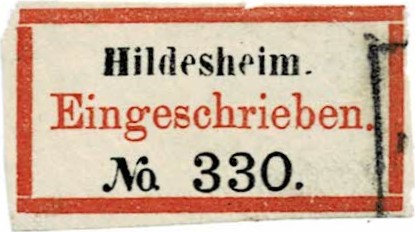 Hildesheim.
Eingeschrieben.
No. 330.